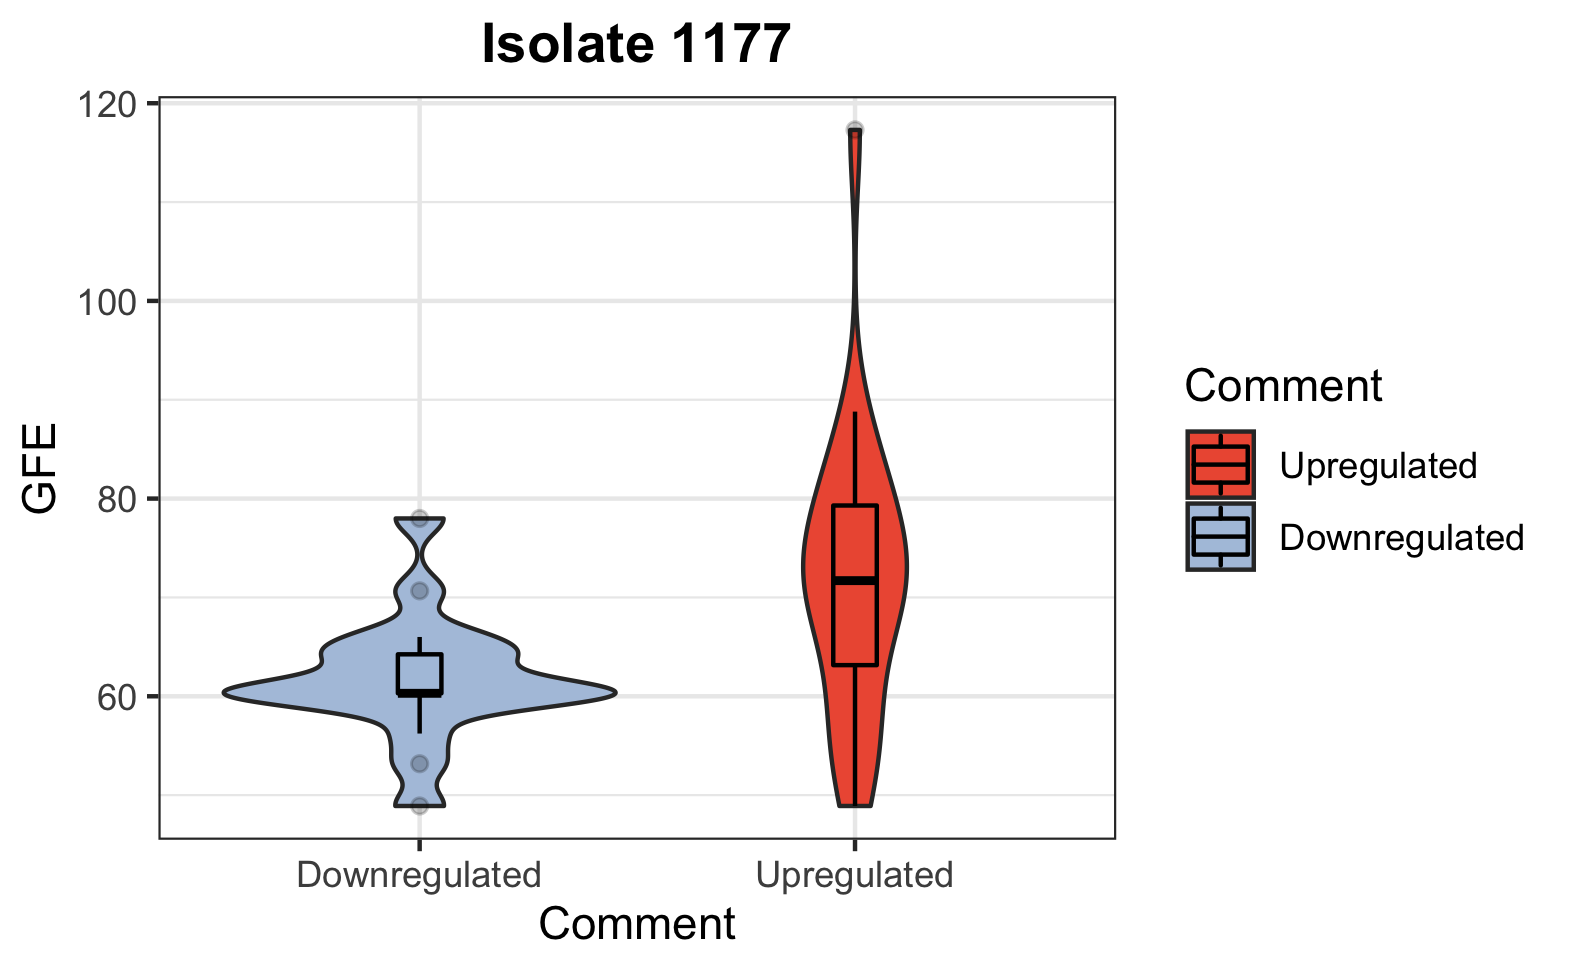 Isolate 1177
120
100
80
60
GFE
Downregulated
Upregulated
Comment
Comment
Upregulated
Downregulated